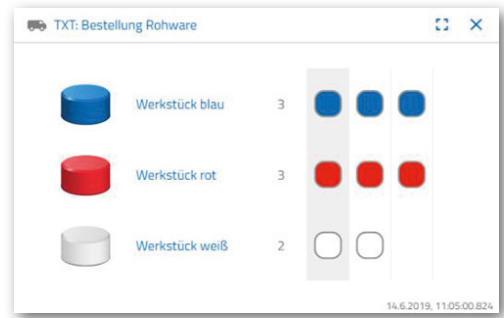 TXT: Bestellung Rohware
Werkstück blau 3
Werkstück rot 3
Werkstück weiß 2
14.6.2019, 11:05:00.824